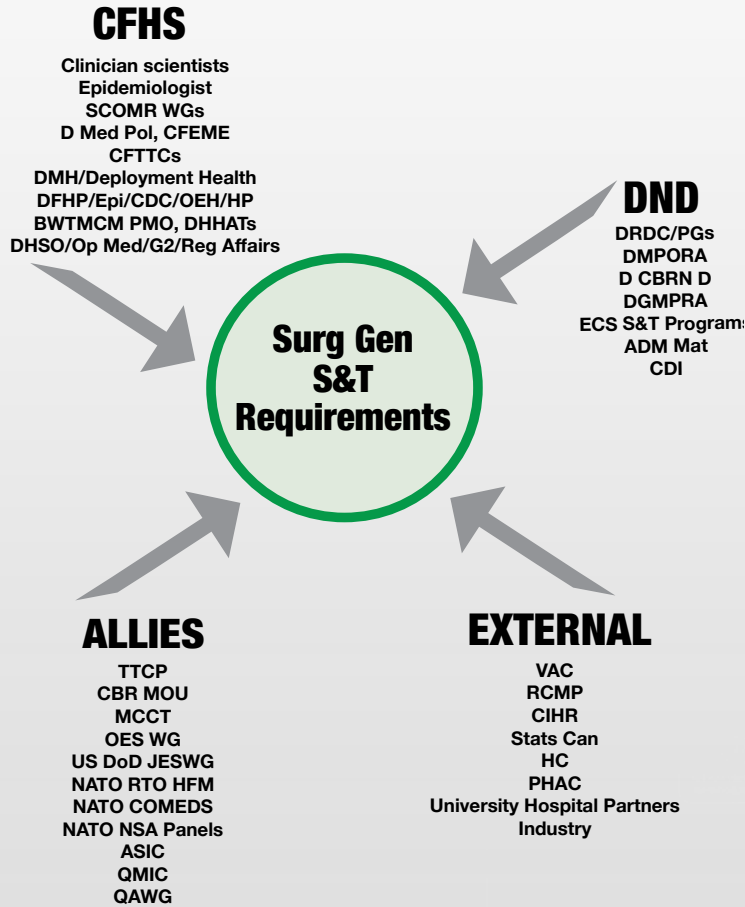 CFHS
Clinician scientists
Epidemiologist
SCOMR WGs
D Med Pol, CFEME
CFTTCs
DMH/Deployment Health
DFHP/Epi/CDC/OEH/HP
BWTMCM PMO, DHHATs
DHSO/Op Med/G2/Reg Affairs
DND
DRDC/PGs
DMPORA
D CBRN D
DGMPRA
ECS S&T Programs
ADM Mat
CDI
Surg Gen
S&T
Requirements
ALLIES
TTCP
CBR MOU
MCCT
OES WG
US DoD JESWG
NATO RTO HFM
NATO COMEDS
NATO NSA Panels
ASIC
QMIC
QAWG
EXTERNAL
VAC
RCMP
CIHR
Stats Can
HC
PHAC
University Hospital Partners
Industry